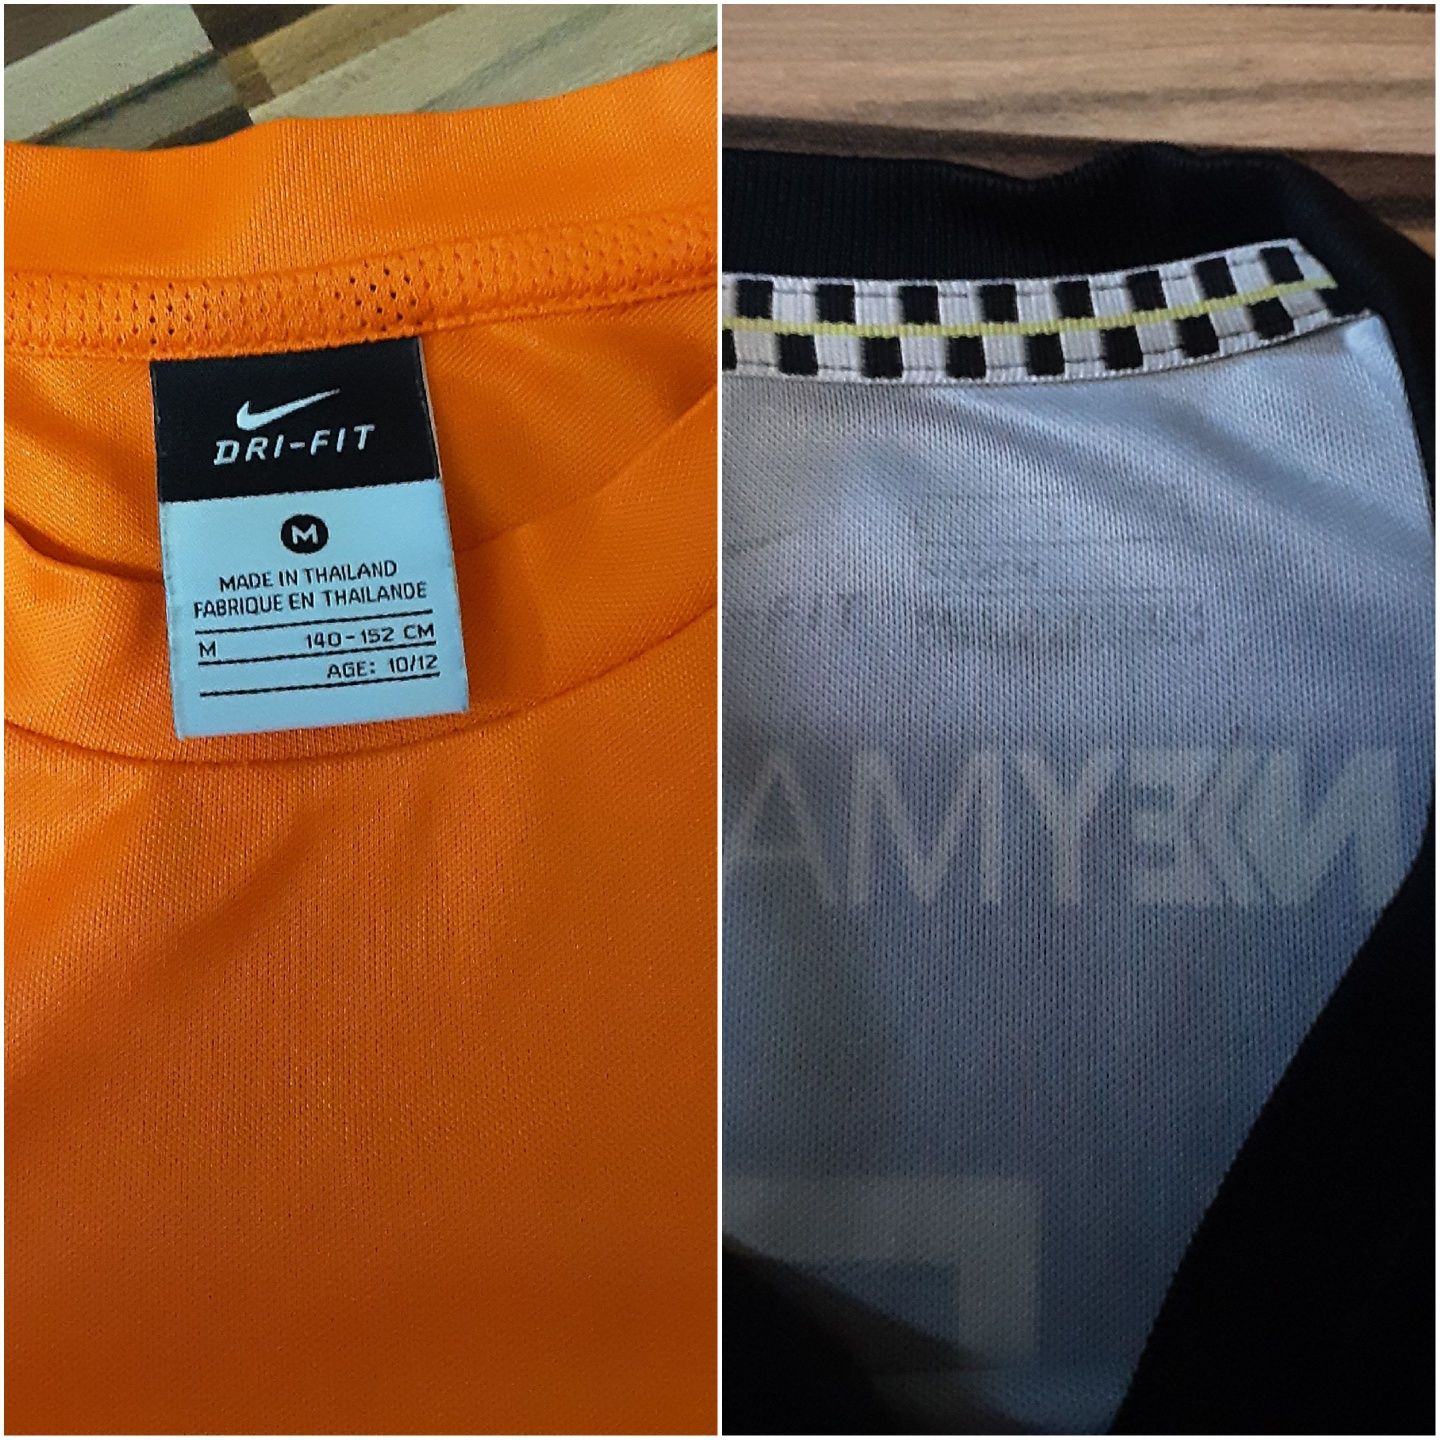 DRI-FIT
M
MADE IN THAILAND
FABRIQUE EN THAILANDE
M 140-152 CM
AGE: 10/12